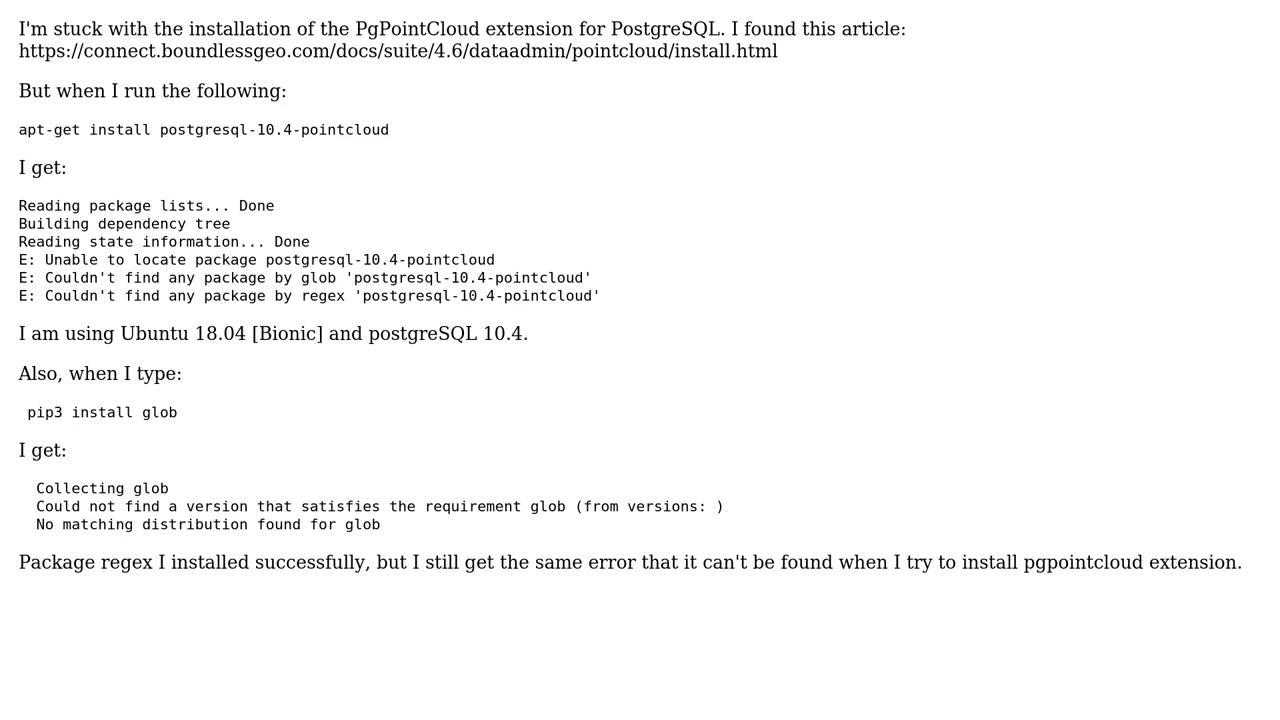 I'm stuck with the installation of the PgPointCloud extension for PostgreSQL. I found this article:
https://connect.boundlessgeo.com/docs/suite/4.6/dataadmin/pointcloud/install.html
But when I run the following:
apt-get install postgresql-10.4-pointcloud
I get:
Reading package lists... Done
Building dependency tree
Reading state information... Done
E: Unable to locate package postgresql-10.4-pointcloud
E: Couldn't find any package by glob 'postgresql-10.4-pointcloud'
E: Couldn't find any package by regex 'postgresql-10.4-pointcloud'
I am using Ubuntu 18.04 [Bionic] and postgreSQL 10.4.
Also, when I type:
pip3 install glob
I get:
Collecting glob
Could not find a version that satisfies the requirement glob (from versions: )
No matching distribution found for glob
Package regex I installed successfully, but I still get the same error that it can't be found when I try to install pgpointcloud extension.